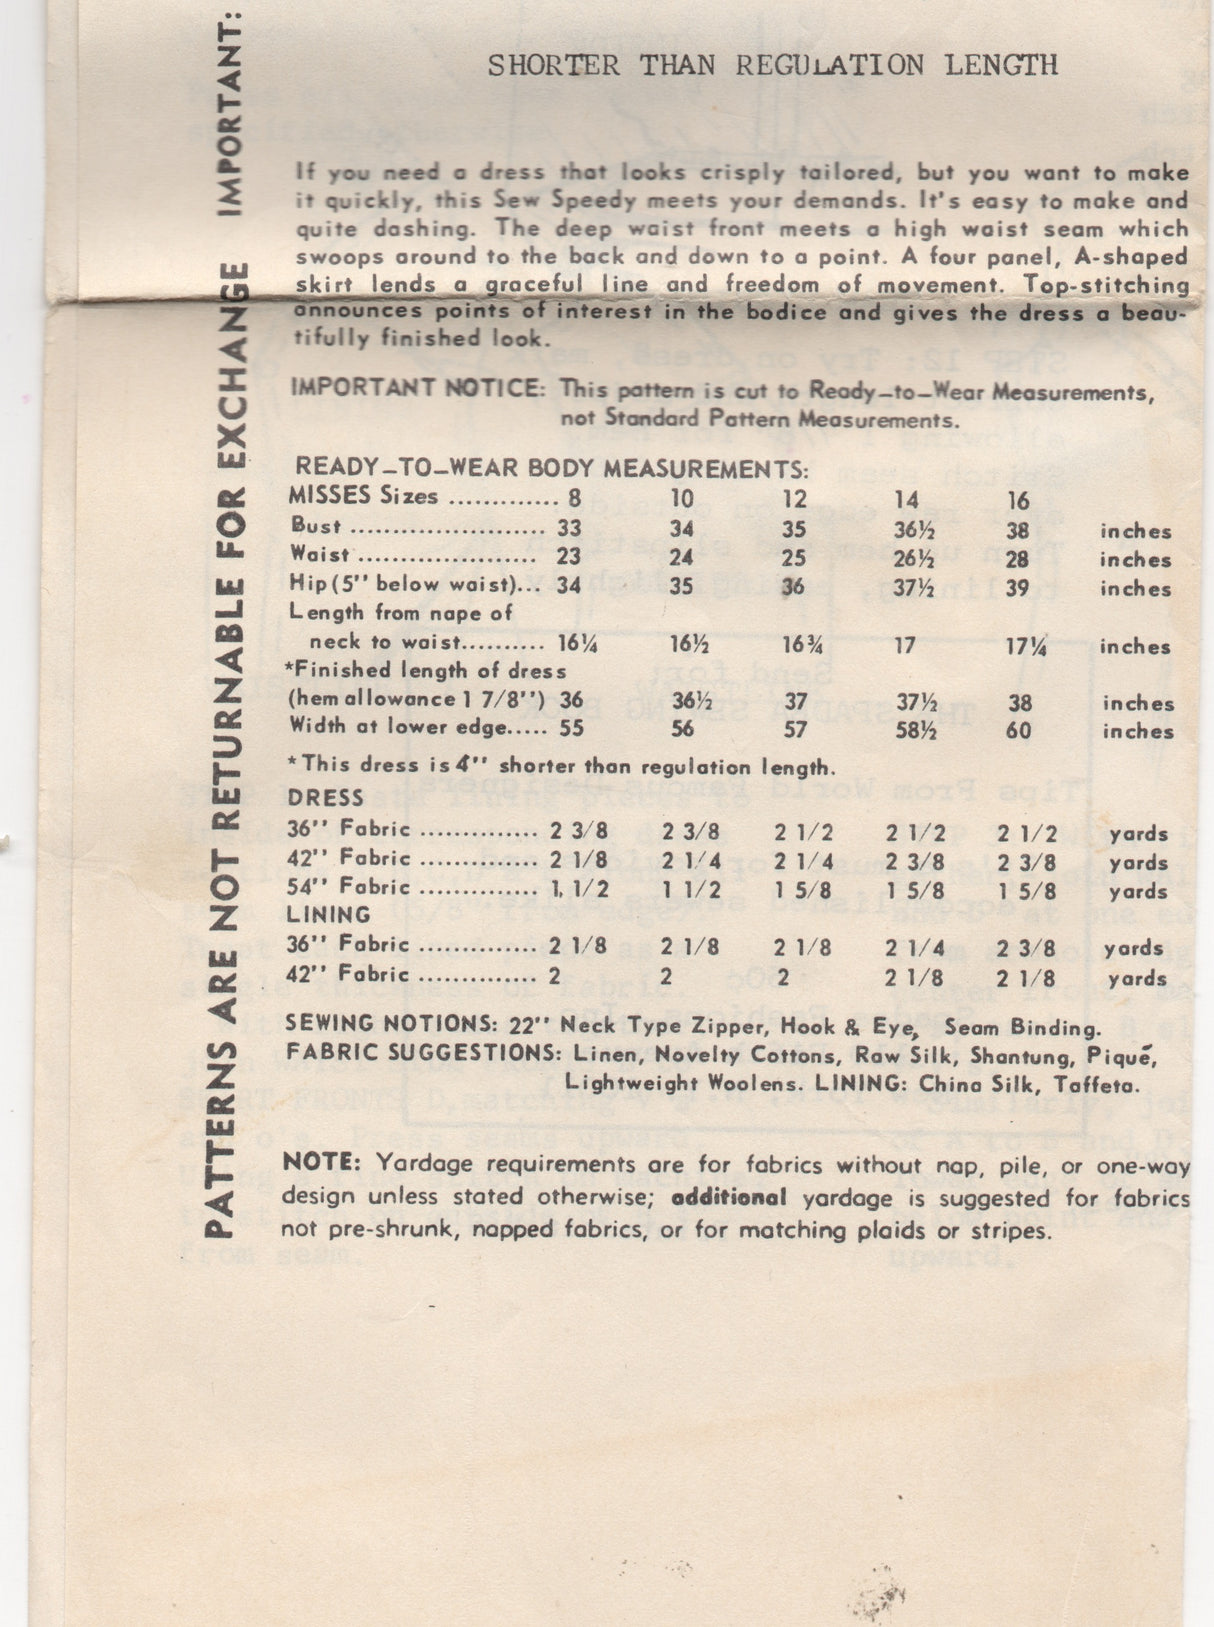 SHORTER THAN REGULATION LENGTH
PATTERNS ARE NOT RETURNABLE FOR EXCHANGE IMPORTANT:
If you need a dress that looks crisply tailored, but you want to make
it quickly, this Sew Speedy meets your demands. It's easy to make and
quite dashing. The deep waist front meets a high waist seam which
swoops around to the back and down to a point. A four panel, A-shaped
skirt lends a graceful line and freedom of movement. Top-stitching
announces points of interest in the bodice and gives the dress a beau-
tifully finished look.
IMPORTANT NOTICE: This pattern is cut to Ready-to-Wear Measurements,
not Standard Pattern Measurements.
READY-TO-WEAR BODY MEASUREMENTS:
MISSES Sizes ............. 8 10 12 14 16
Bust ...................... 33 34 35 36½ 38 inches
Waist ..................... 23 24 25 26½ 28 inches
Hip (5'' below waist)... 34 35 36 37½ 39 inches
Length from nape of
neck to waist.......... 16¼ 16½ 16¾ 17 17¼ inches
*Finished length of dress
(hem allowance 1 7/8'') 36 36½ 37 37½ 38 inches
Width at lower edge..... 55 56 57 58½ 60 inches
*This dress is 4'' shorter than regulation length.
DRESS
36'' Fabric .............. 2 3/8 2 3/8 2 1/2 2 1/2 2 1/2 yards
42'' Fabric .............. 2 1/8 2 1/4 2 1/4 2 3/8 2 3/8 yards
54'' Fabric .............. 1, 1/2 1 1/2 1 5/8 1 5/8 1 5/8 yards
LINING
36'' Fabric .............. 2 1/8 2 1/8 2 1/8 2 1/4 2 3/8 yards
42'' Fabric .............. 2 2 2 2 1/8 2 1/8 yards
SEWING NOTIONS: 22'' Neck Type Zipper, Hook & Eye, Seam Binding.
FABRIC SUGGESTIONS: Linen, Novelty Cottons, Raw Silk, Shantung, Piqué,
Lightweight Woolens. LINING: China Silk, Taffeta.
NOTE: Yardage requirements are for fabrics without nap, pile, or one-way
design unless stated otherwise; additional yardage is suggested for fabrics
not pre-shrunk, napped fabrics, or for matching plaids or stripes.